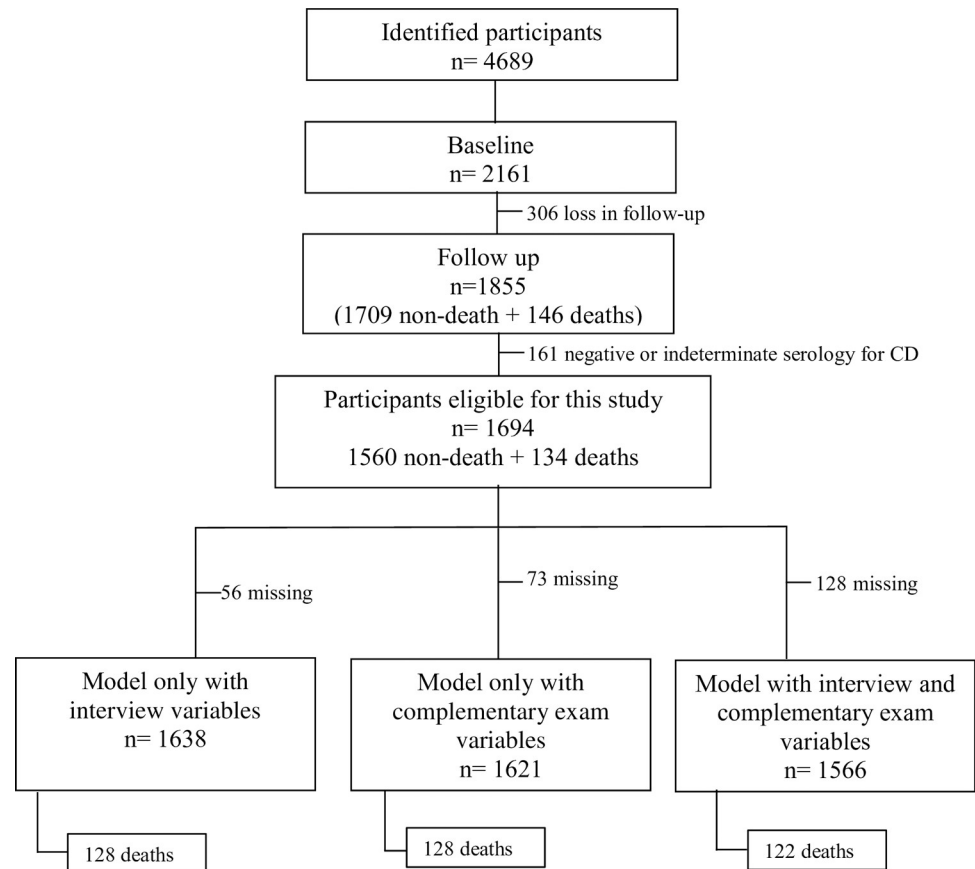 Identified participants
n= 4689
Baseline
n= 2161
306 loss in follow-up
Follow up
n=1855
(1709 non-death + 146 deaths)
161 negative or indeterminate serology for CD
Participants eligible for this study
n= 1694
1560 non-death + 134 deaths
56 missing
73 missing
128 missing
Model only with
interview variables
n= 1638
Model only with
complementary exam
variables
n= 1621
Model with interview and
complementary exam
variables
n= 1566
128 deaths
128 deaths
122 deaths